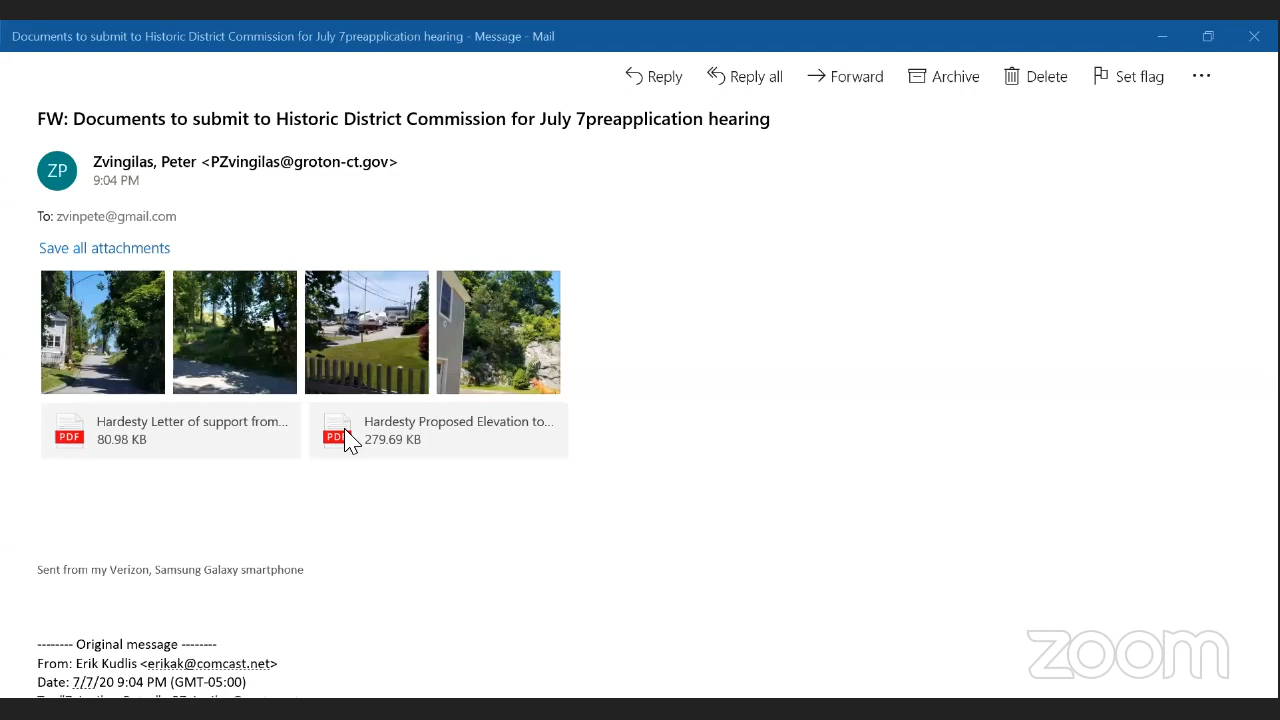 Documents to submit to Historic District Commission for July 7preapplication hearing - Message - Mail
Reply
Reply all
Forward
Archive
Delete
Set flag
FW: Documents to submit to Historic District Commission for July 7preapplication hearing
ZP
Zvingilas, Peter <PZvingilas@groton-ct.gov>
9:04 PM
To: zvinpete@gmail.com
Save all attachments
PDF
Hardesty Letter of support from...
80.98 KB
PDF
Hardesty Proposed Elevation to...
279.69 KB
Sent from my Verizon, Samsung Galaxy smartphone
-------- Original message --------
From: Erik Kudlis <erikak@comcast.net>
Date: 7/7/20 9:04 PM (GMT-05:00)
zoom